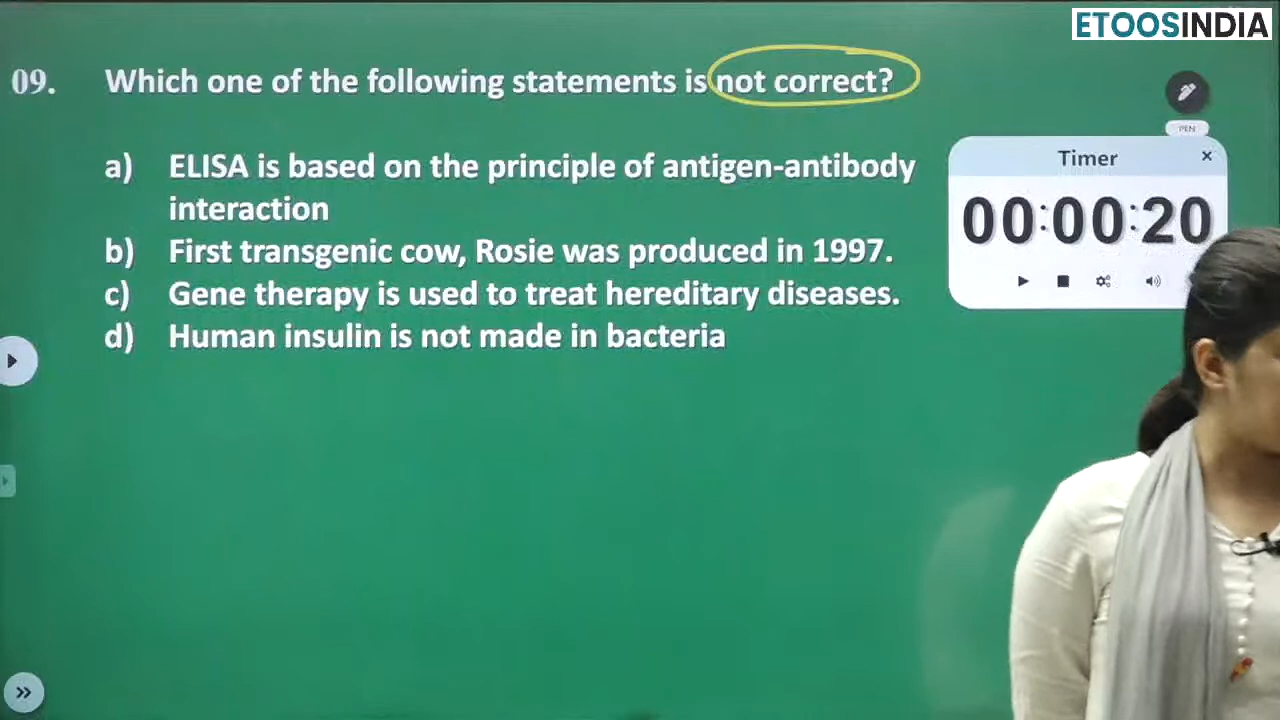 ETOOSINDIA
09. Which one of the following statements is not correct?
PEN
Timer ×
a) ELISA is based on the principle of antigen-antibody
interaction
00:00:20
b) First transgenic cow, Rosie was produced in 1997.
c) Gene therapy is used to treat hereditary diseases.
d) Human insulin is not made in bacteria